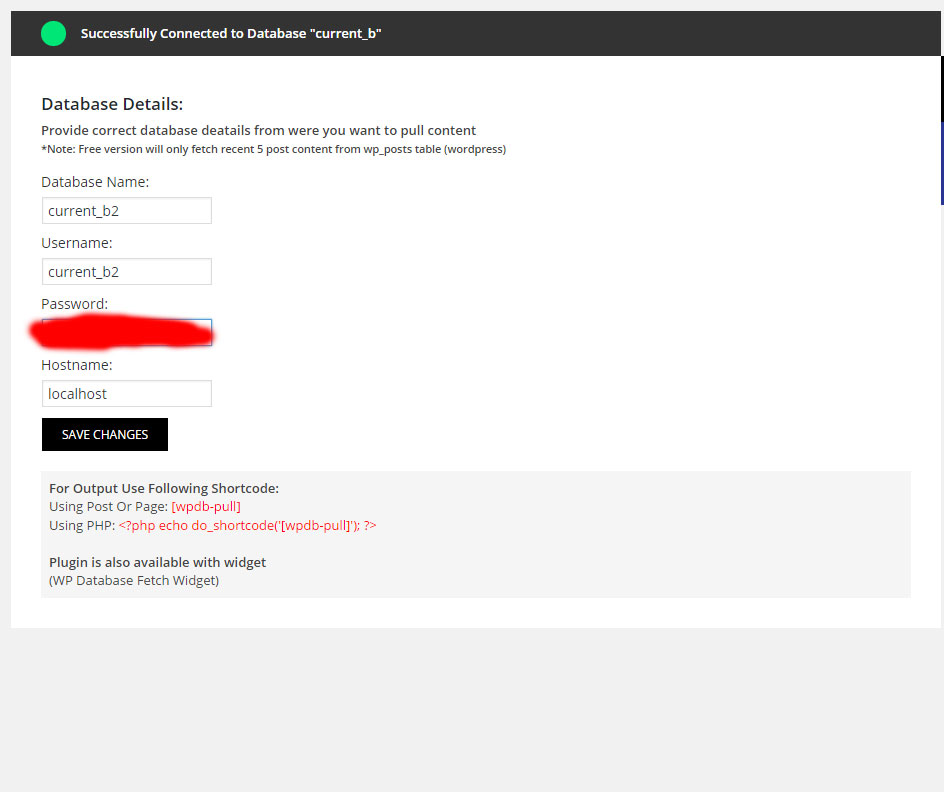 Successfully Connected to Database "current_b"
Database Details:
Provide correct database deatails from were you want to pull content
*Note: Free version will only fetch recent 5 post content from wp_posts table (wordpress)
Database Name:
current_b2
Username:
current_b2
Password:
Hostname:
localhost
SAVE CHANGES
For Output Use Following Shortcode:
Using Post Or Page: [wpdb-pull]
Using PHP: <?php echo do_shortcode('[wpdb-pull]'); ?>
Plugin is also available with widget
(WP Database Fetch Widget)